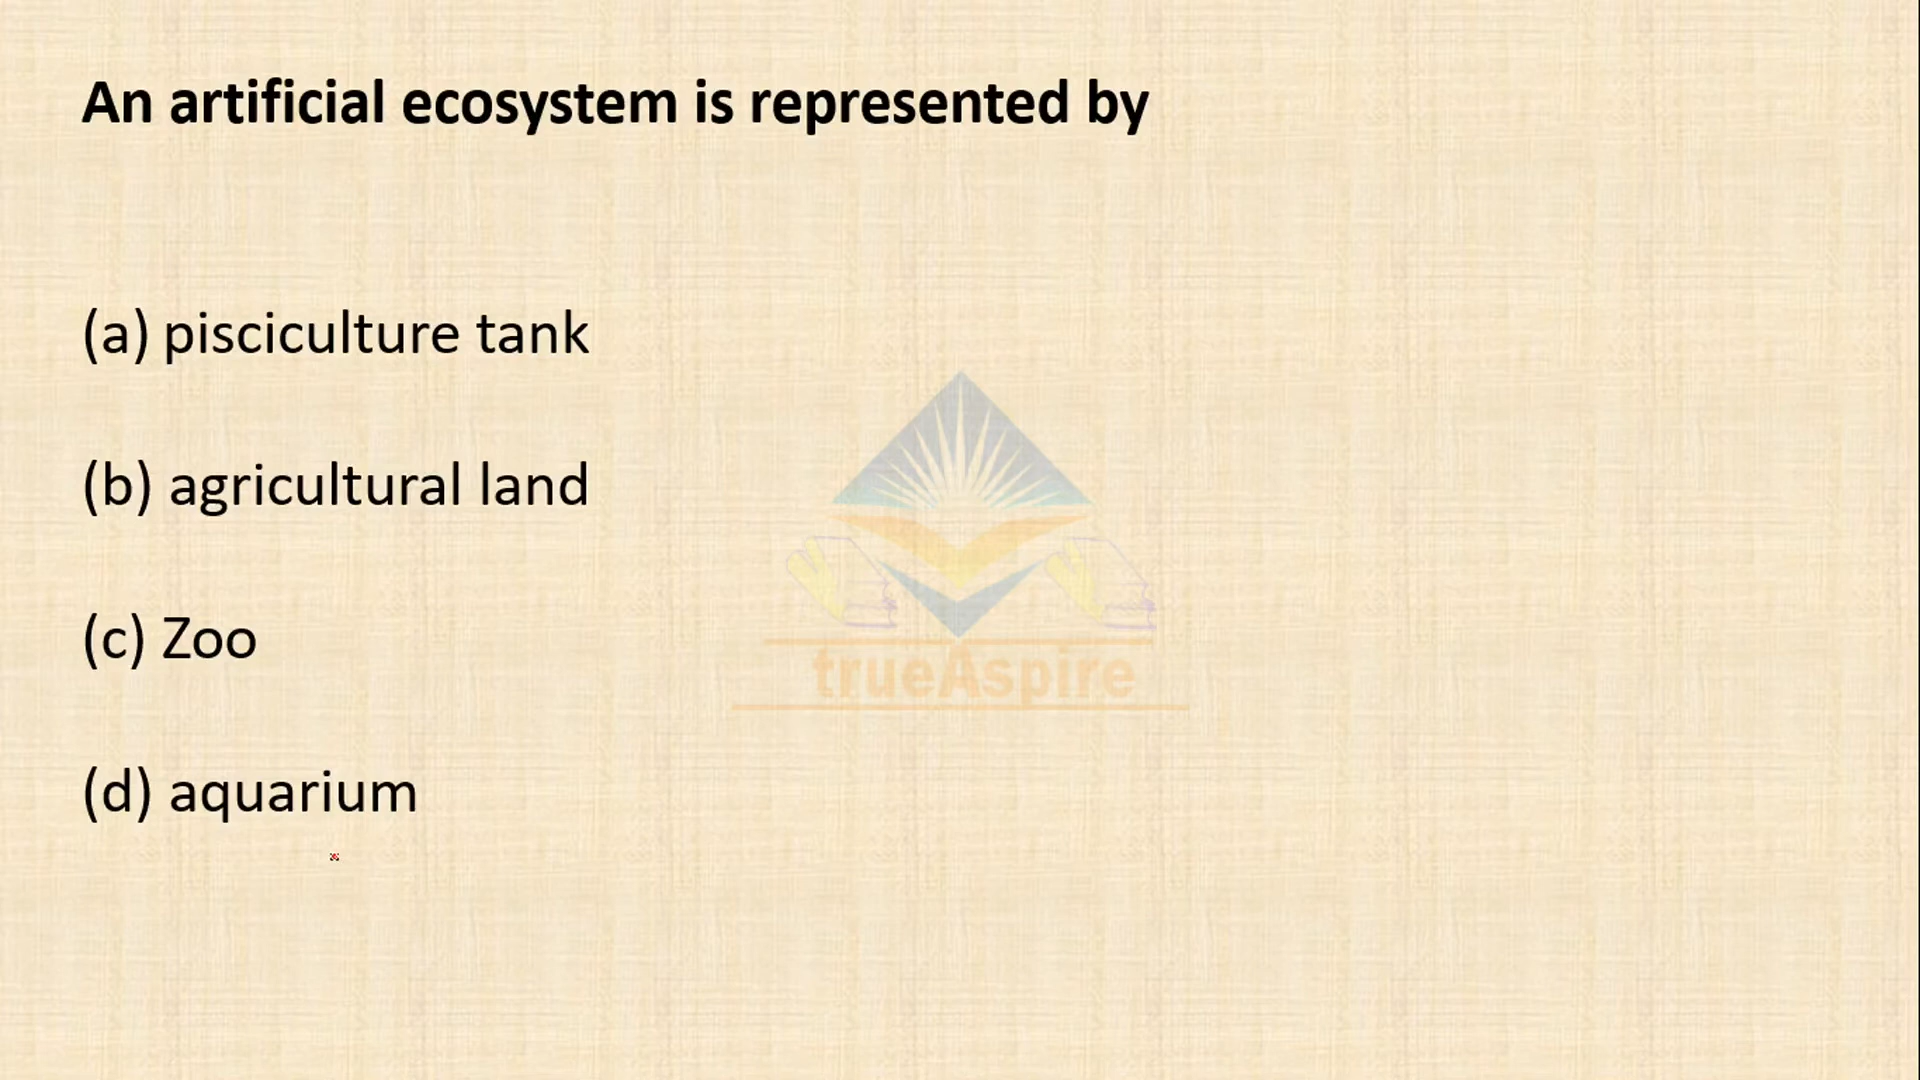 An artificial ecosystem is represented by
(a) pisciculture tank
(b) agricultural land
(c) Zoo
(d) aquarium
trueAspire